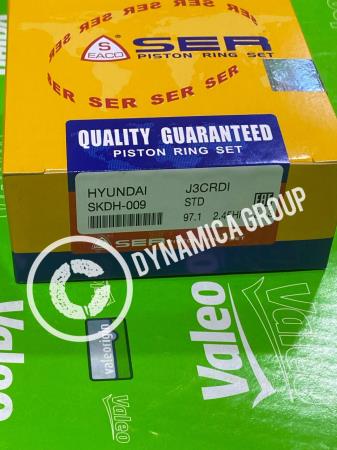 SER SER SER
S
EACO
SER
PISTON RING SET
SER SER SER SER
QUALITY GUARANTEED
PISTON RING SET
HYUNDAI J3CRDI
SKDH-009 STD
97.1
SER
© DYNAMICA GROUP
valeorigin
Valeo
Valeo
Valeo
Valeo